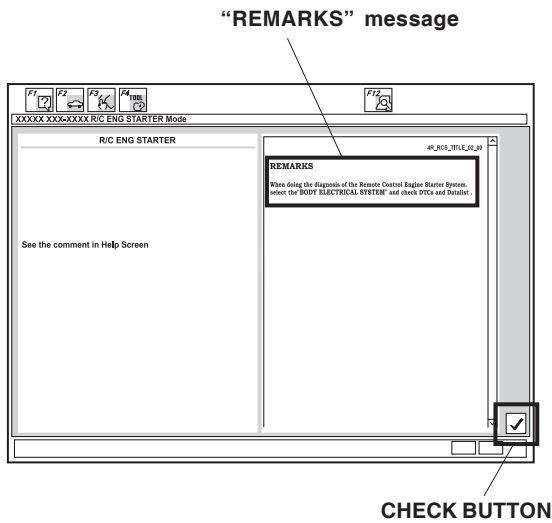 “REMARKS” message
F1 F2 F3 F4 TOOL F12
XXXXX XXX-XXXX R/C ENG STARTER Mode
R/C ENG STARTER
See the comment in Help Screen
4R_RCS_TITLE_02_00
REMARKS
When doing the diagnosis of the Remote Control Engine Starter System.
select the"BODY ELECTRICAL SYSTEM" and check DTCs and Datalist .
CHECK BUTTON